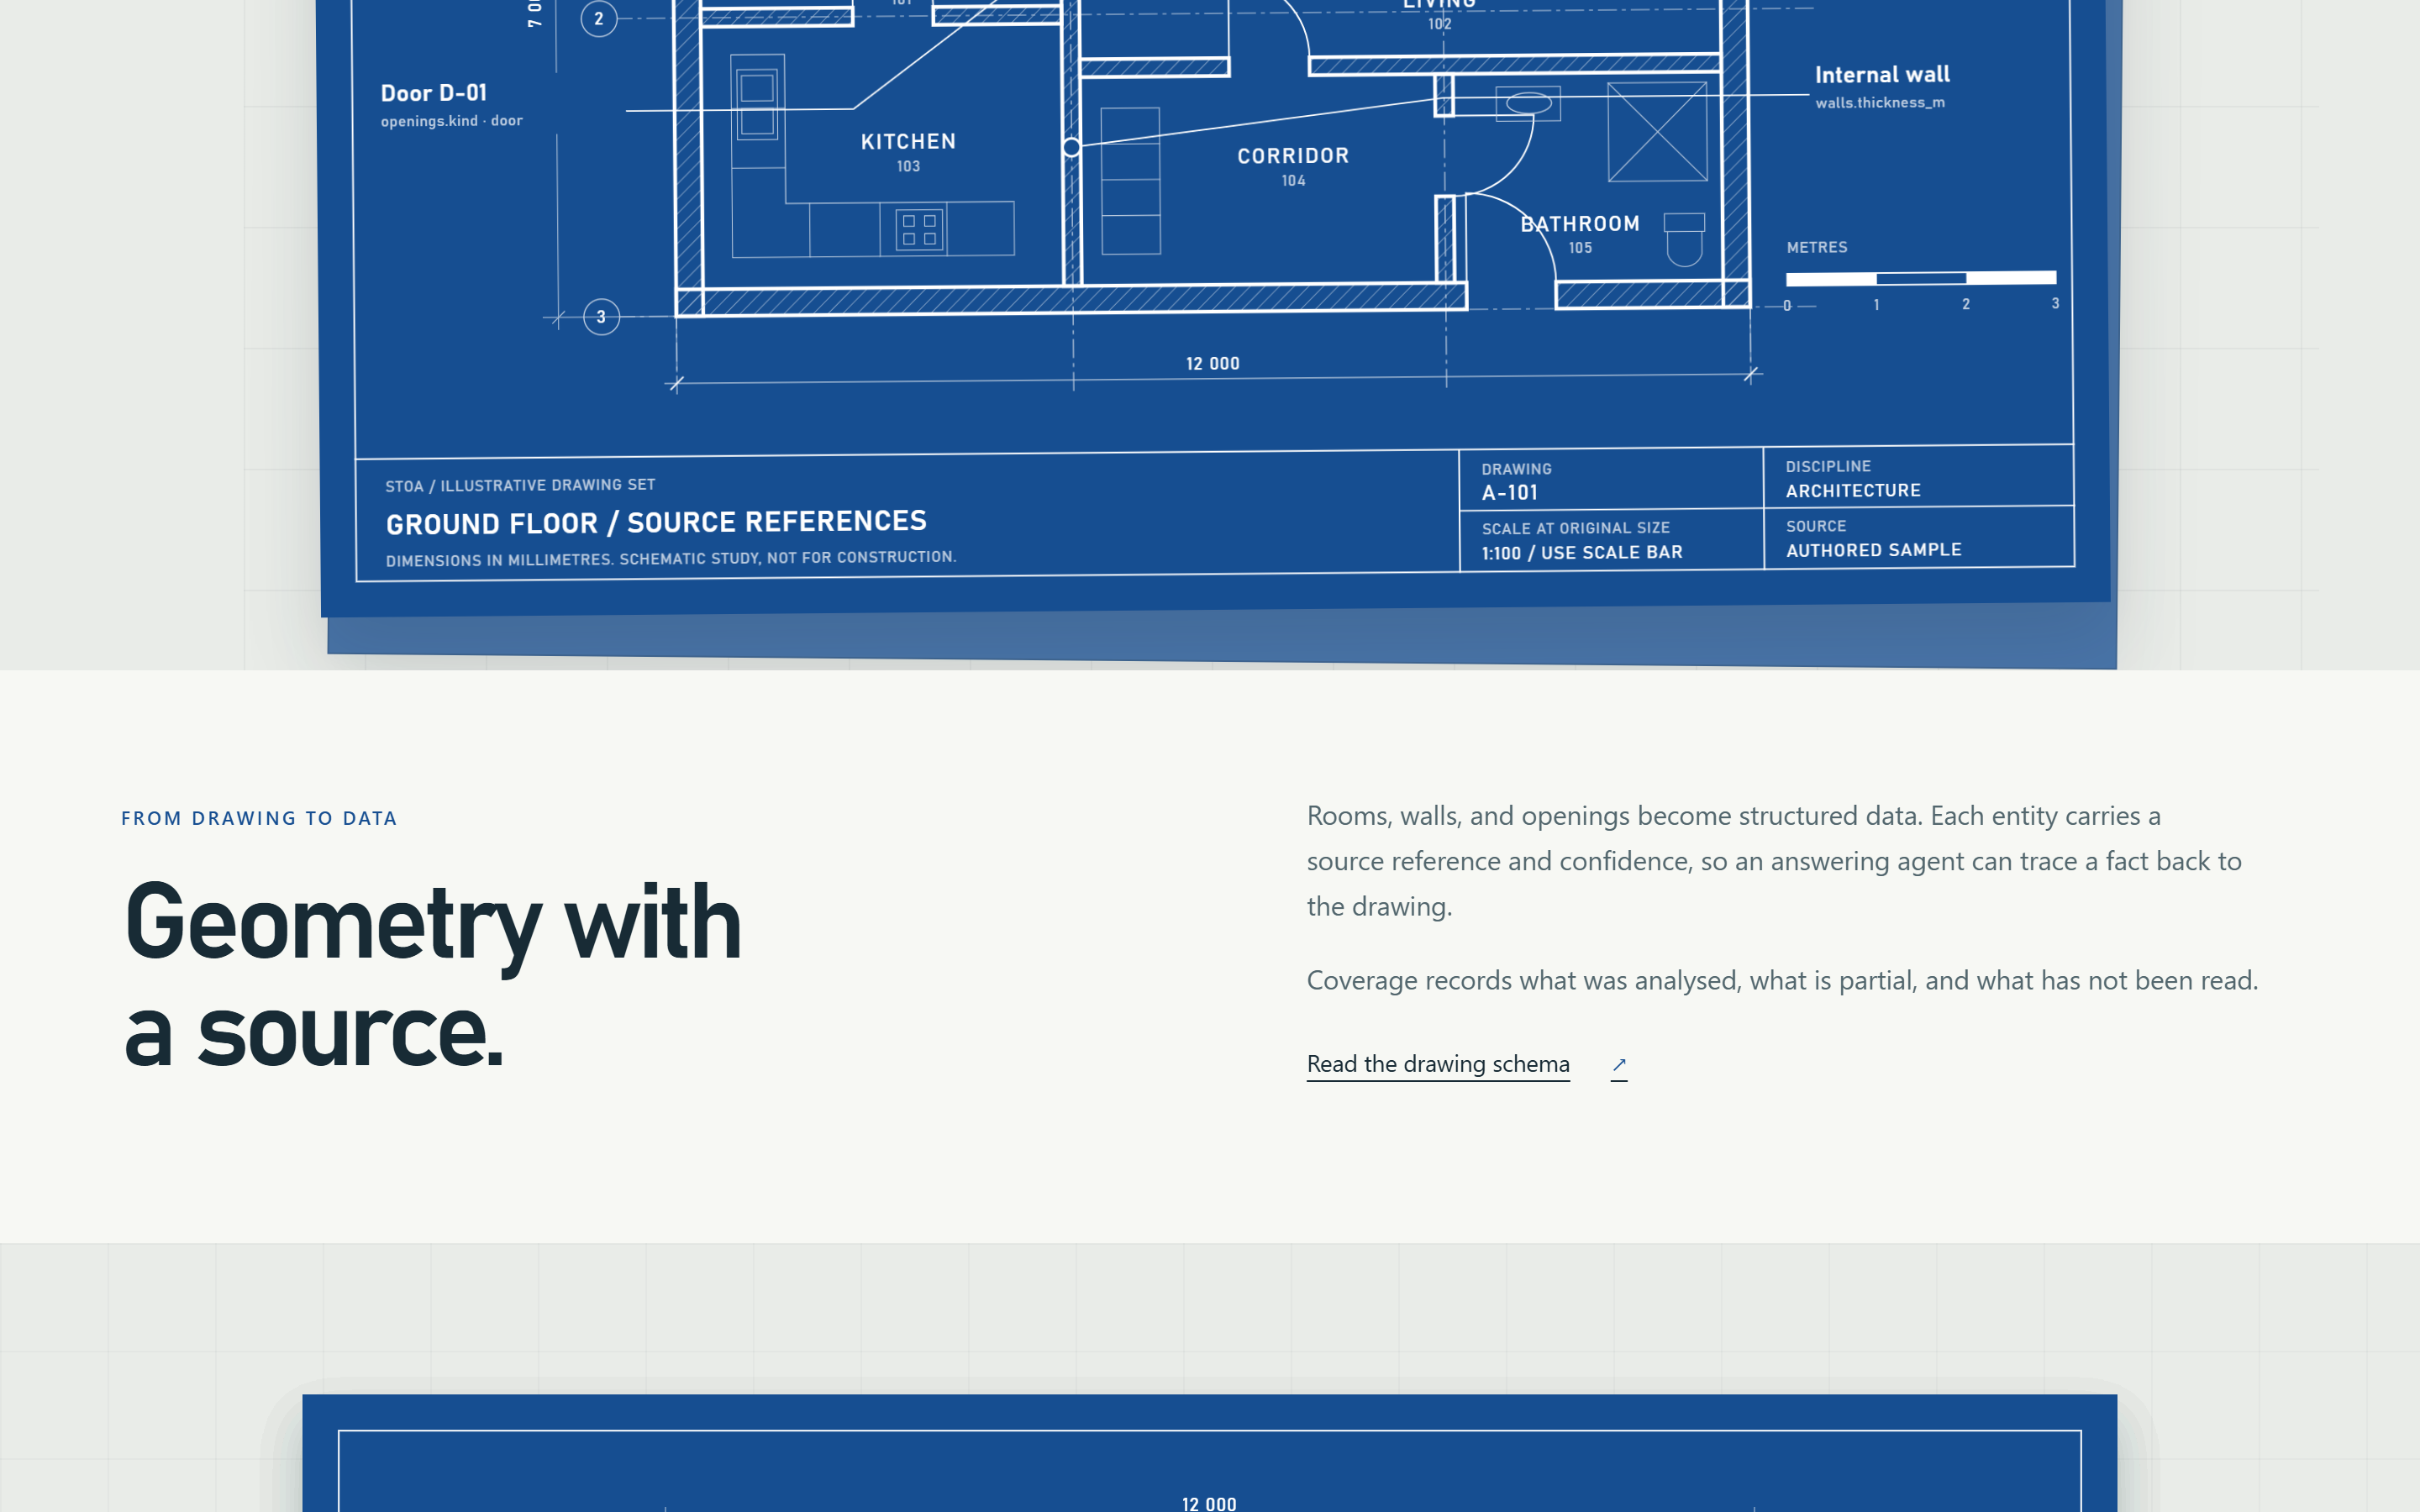 2
LIVING
102
Door D-01
openings.kind · door
Internal wall
walls.thickness_m
KITCHEN
103
CORRIDOR
104
BATHROOM
105
METRES
0 1 2 3
3
12 000
STOA / ILLUSTRATIVE DRAWING SET
GROUND FLOOR / SOURCE REFERENCES
DIMENSIONS IN MILLIMETRES. SCHEMATIC STUDY, NOT FOR CONSTRUCTION.
DRAWING
A-101
DISCIPLINE
ARCHITECTURE
SCALE AT ORIGINAL SIZE
1:100 / USE SCALE BAR
SOURCE
AUTHORED SAMPLE
FROM DRAWING TO DATA
Geometry with
a source.
Rooms, walls, and openings become structured data. Each entity carries a
source reference and confidence, so an answering agent can trace a fact back to
the drawing.
Coverage records what was analysed, what is partial, and what has not been read.
Read the drawing schema ↗
12 000